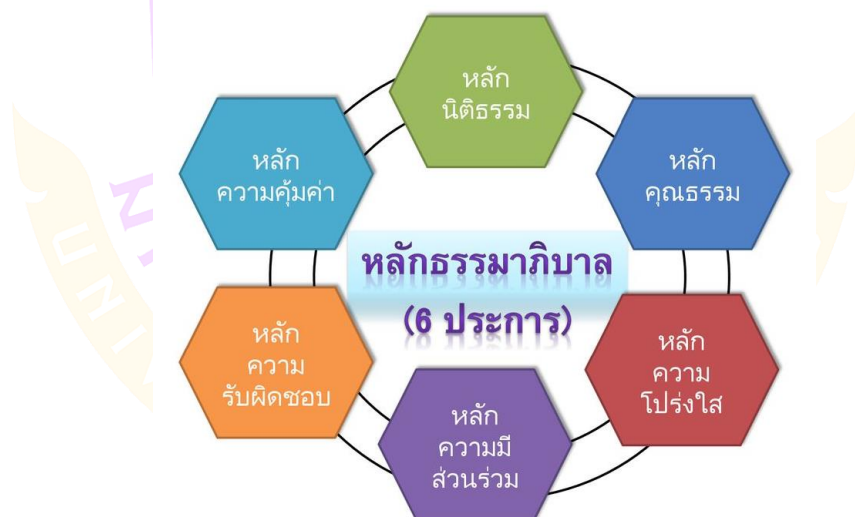 หลัก
นิติธรรม
หลัก
คุณธรรม
หลัก
ความ
โปร่งใส
หลัก
ความมี
ส่วนร่วม
หลัก
ความ
รับผิดชอบ
หลัก
ความคุ้มค่า
หลักธรรมาภิบาล
(6 ประการ)